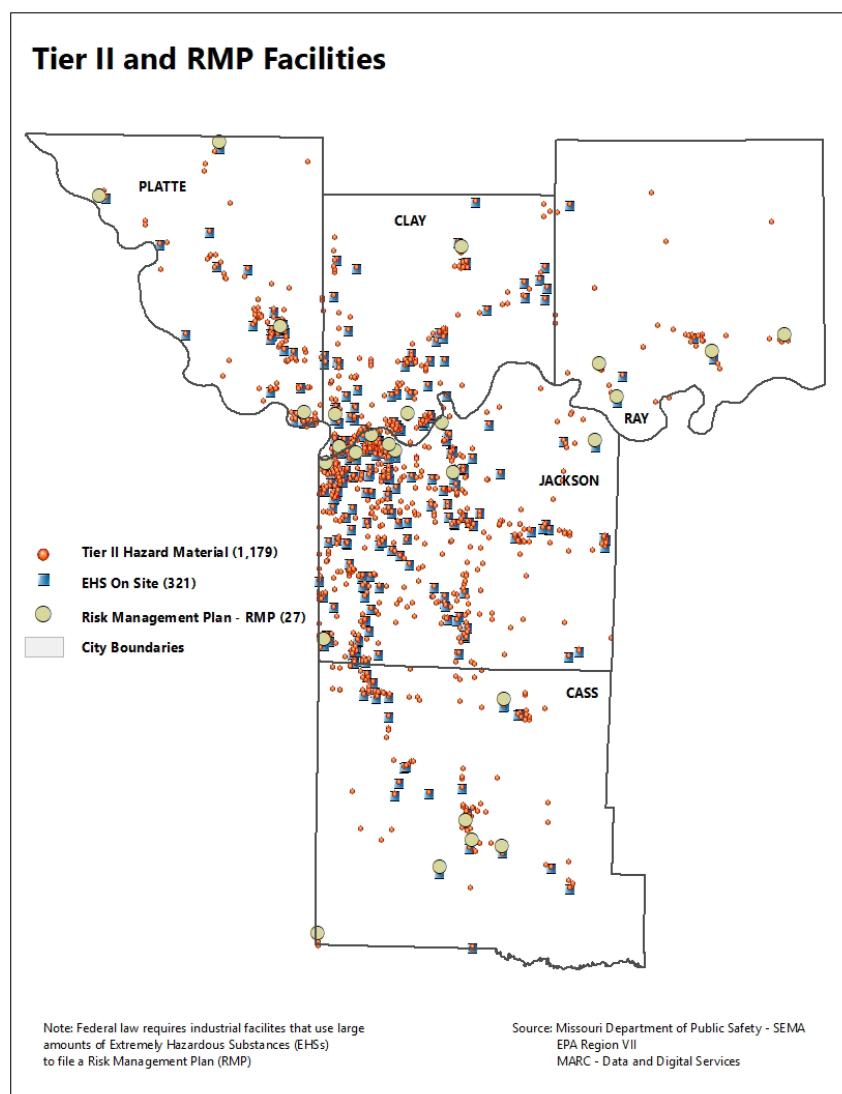 Tier II and RMP Facilities
PLATTE
CLAY
RAY
JACKSON
Tier II Hazard Material (1,179)
EHS On Site (321)
Risk Management Plan - RMP (27)
City Boundaries
CASS
Note: Federal law requires industrial facilites that use large
amounts of Extremely Hazardous Substances (EHSs)
to file a Risk Management Plan (RMP)
Source: Missouri Department of Public Safety - SEMA
EPA Region VII
MARC - Data and Digital Services